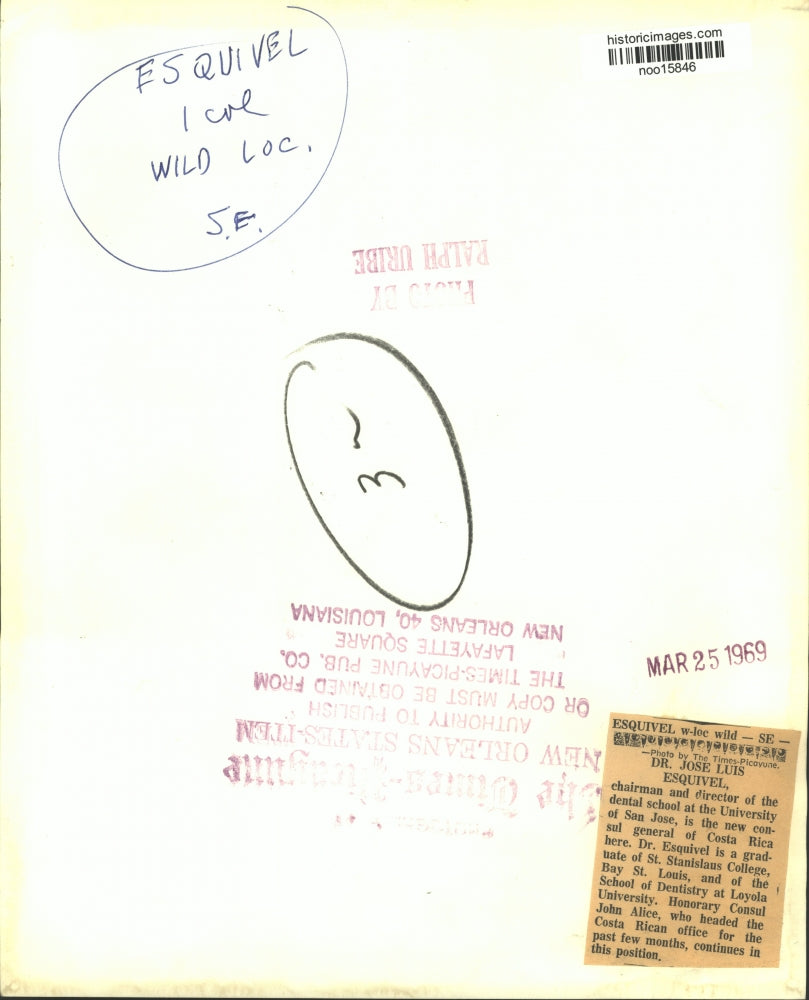 historicimages.com
noo15846
ESQUIVEL
1 col
WILD LOC.
S.E.
PHOTO BY
RALPH URIBE
3
The Times-Picayune
NEW ORLEANS STATES-ITEM
AUTHORITY TO PUBLISH
OR COPY MUST BE OBTAINED FROM
THE TIMES-PICAYUNE PUB. CO.
LAFAYETTE SQUARE
NEW ORLEANS 40, LOUISIANA
MAR 25 1969
ESQUIVEL w-loc wild — SE —
—Photo by The Times-Picayune.
DR. JOSE LUIS
ESQUIVEL,
chairman and director of the
dental school at the University
of San Jose, is the new con-
sul general of Costa Rica
here. Dr. Esquivel is a grad-
uate of St. Stanislaus College,
Bay St. Louis, and of the
School of Dentistry at Loyola
University. Honorary Consul
John Alice, who headed the
Costa Rican office for the
past few months, continues in
this position.